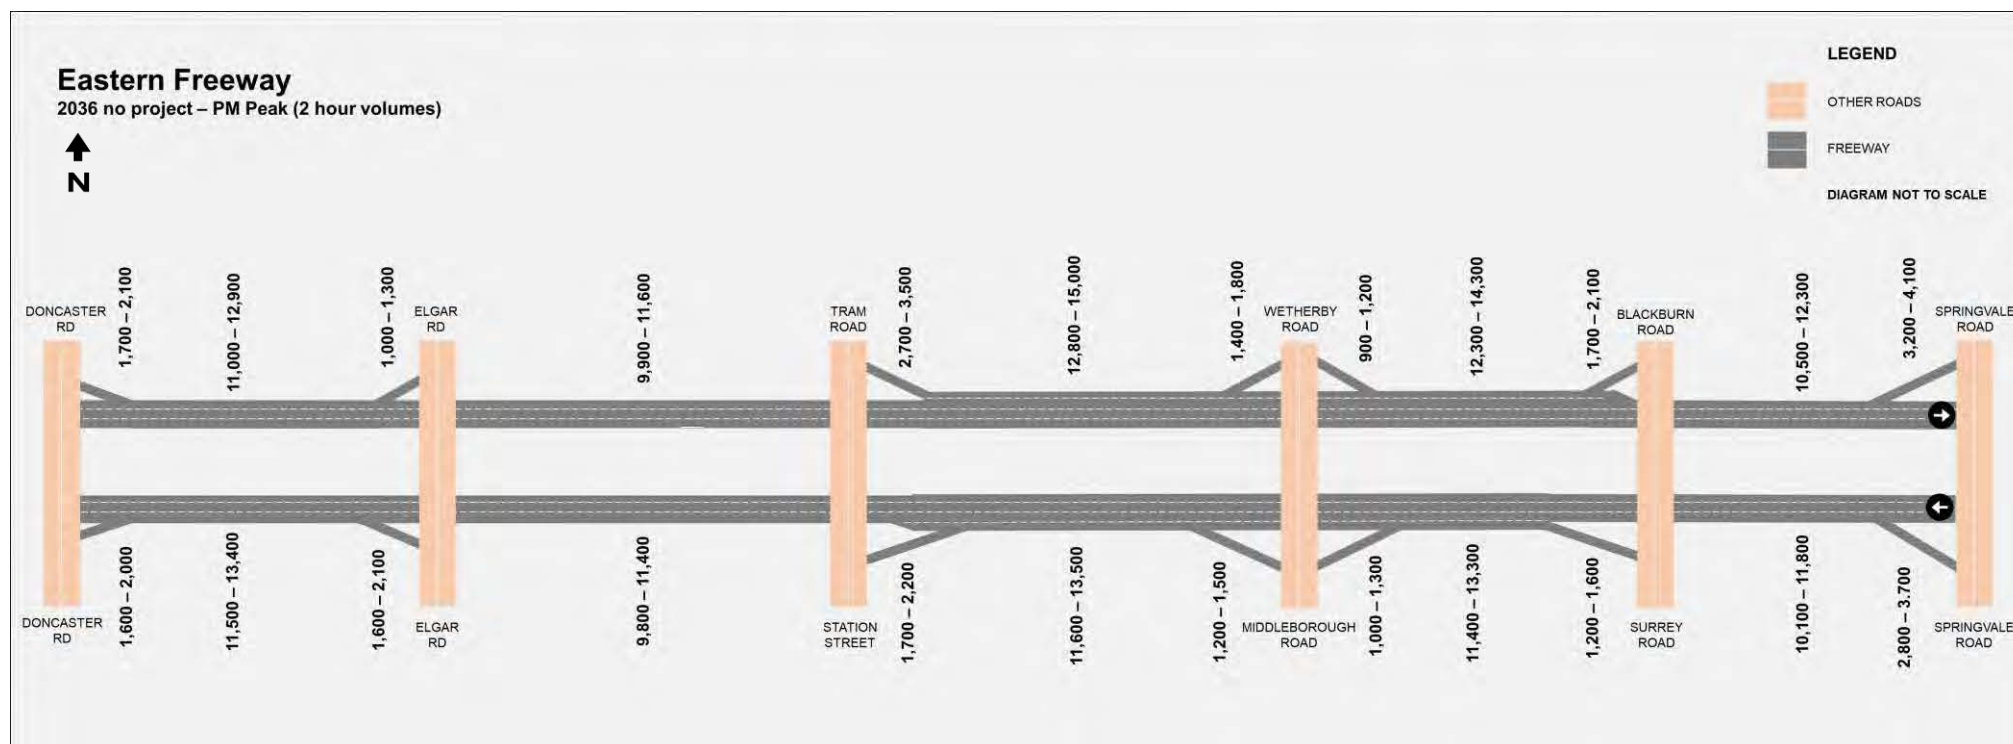 Eastern Freeway
2036 no project – PM Peak (2 hour volumes)
N
LEGEND
OTHER ROADS
FREEWAY
DIAGRAM NOT TO SCALE
DONCASTER
RD
1,700 – 2,100
11,000 – 12,900
1,000 – 1,300
ELGAR
RD
9,900 – 11,600
TRAM
ROAD
2,700 – 3,500
12,800 – 15,000
1,400 – 1,800
WETHERBY
ROAD
900 – 1,200
12,300 – 14,300
1,700 – 2,100
BLACKBURN
ROAD
10,500 – 12,300
3,200 – 4,100
SPRINGVALE
ROAD
DONCASTER
RD
1,600 – 2,000
11,500 – 13,400
1,600 – 2,100
ELGAR
RD
9,800 – 11,400
STATION
STREET
1,700 – 2,200
11,600 – 13,500
1,200 – 1,500
MIDDLEBOROUGH
ROAD
1,000 – 1,300
11,400 – 13,300
1,200 – 1,600
SURREY
ROAD
10,100 – 11,800
2,800 – 3.700
SPRINGVALE
ROAD